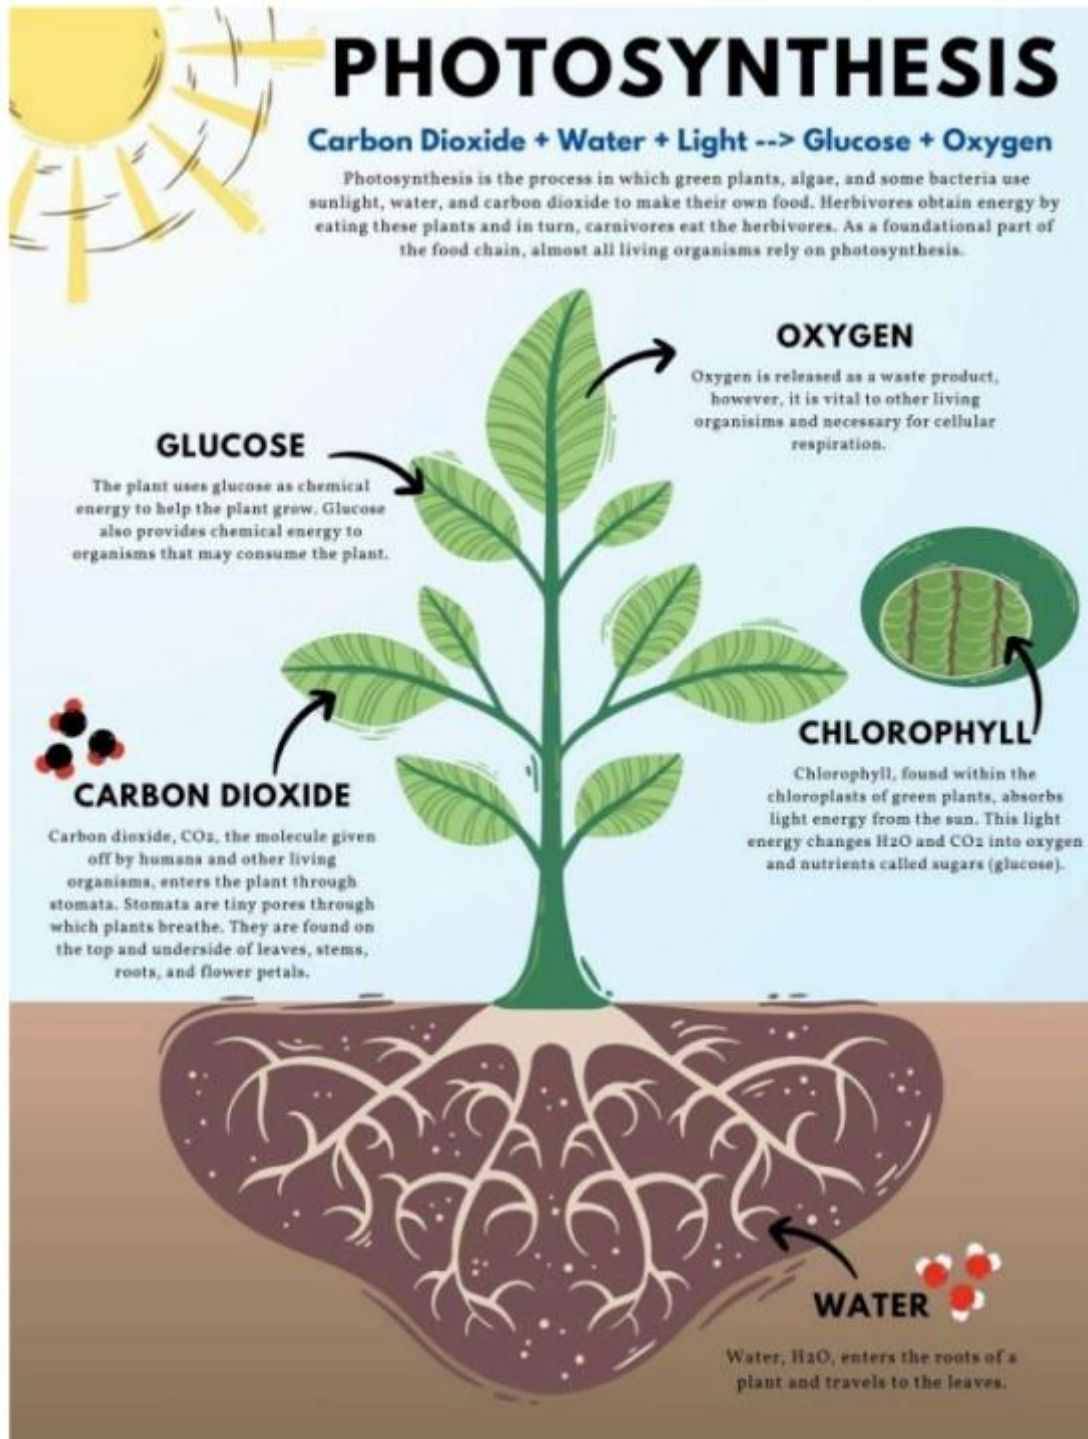 PHOTOSYNTHESIS
Carbon Dioxide + Water + Light --> Glucose + Oxygen
Photosynthesis is the process in which green plants, algae, and some bacteria use
sunlight, water, and carbon dioxide to make their own food. Herbivores obtain energy by
eating these plants and in turn, carnivores eat the herbivores. As a foundational part of
the food chain, almost all living organisms rely on photosynthesis.
OXYGEN
Oxygen is released as a waste product,
however, it is vital to other living
organisims and necessary for cellular
respiration.
GLUCOSE
The plant uses glucose as chemical
energy to help the plant grow. Glucose
also provides chemical energy to
organisms that may consume the plant.
CHLOROPHYLL
Chlorophyll, found within the
chloroplasts of green plants, absorbs
light energy from the sun. This light
energy changes H2O and CO2 into oxygen
and nutrients called sugars (glucose).
CARBON DIOXIDE
Carbon dioxide, CO2, the molecule given
off by humans and other living
organisms, enters the plant through
stomata. Stomata are tiny pores through
which plants breathe. They are found on
the top and underside of leaves, stems,
roots, and flower petals.
WATER
Water, H2O, enters the roots of a
plant and travels to the leaves.